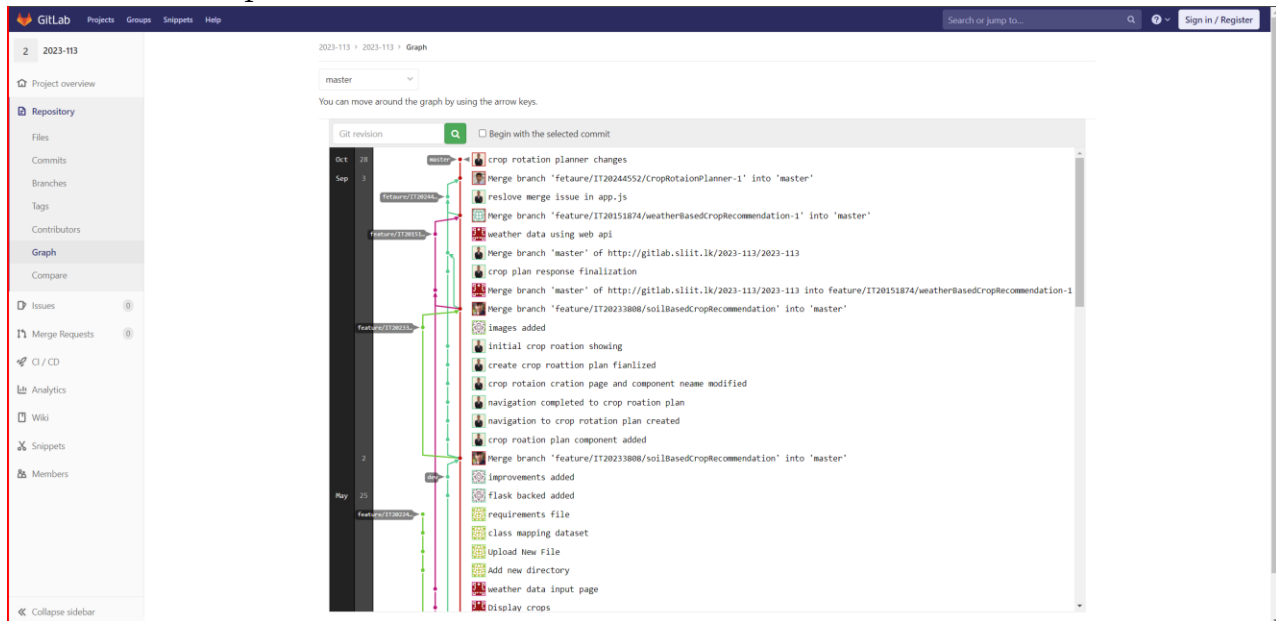 GitLab Projects Groups Snippets Help Search or jump to... Sign in / Register
2 2023-113
Project overview
Repository
Files
Commits
Branches
Tags
Contributors
Graph
Compare
Issues 0
Merge Requests 0
CI / CD
Analytics
Wiki
Snippets
Members
Collapse sidebar
2023-113 > 2023-113 > Graph
master
You can move around the graph by using the arrow keys.
Git revision Begin with the selected commit
Oct 28 master crop rotation planner changes
Sep 3 Merge branch 'fetaure/IT20244552/CropRotaionPlanner-1' into 'master'
fetaure/IT20244… reslove merge issue in app.js
Merge branch 'feature/IT20151874/weatherBasedCropRecommendation-1' into 'master'
feature/IT20151… weather data using web api
Merge branch 'master' of http://gitlab.sliit.lk/2023-113/2023-113
crop plan response finalization
Merge branch 'master' of http://gitlab.sliit.lk/2023-113/2023-113 into feature/IT20151874/weatherBasedCropRecommendation-1
Merge branch 'feature/IT20233808/soilBasedCropRecommendation' into 'master'
feature/IT20233… images added
initial crop roation showing
create crop roattion plan fianlized
crop rotaion cration page and component neame modified
navigation completed to crop roation plan
navigation to crop rotation plan created
crop roation plan component added
2 Merge branch 'feature/IT20233808/soilBasedCropRecommendation' into 'master'
dev improvements added
May 25 flask backed added
feature/IT20224… requirements file
class mapping dataset
Upload New File
Add new directory
weather data input page
Display crops